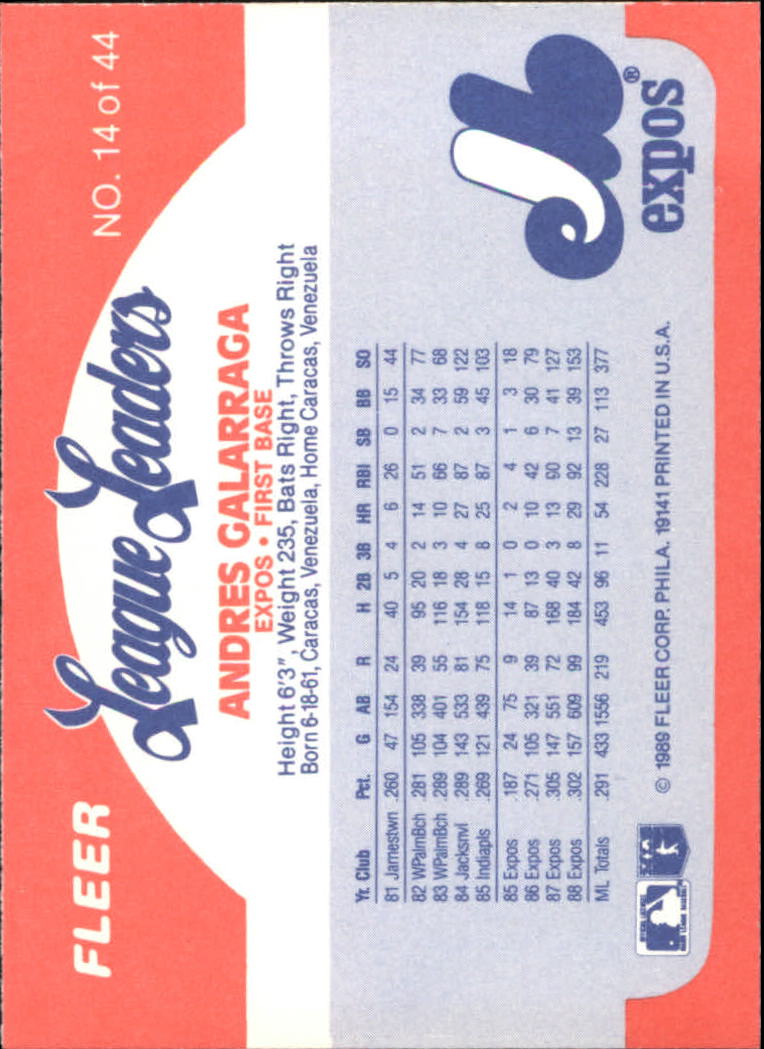 FLEER
League Leaders
NO. 14 of 44
ANDRES GALARRAGA
EXPOS • FIRST BASE
Height 6'3", Weight 235, Bats Right, Throws Right
Born 6-18-61, Caracas, Venezuela, Home Caracas, Venezuela
Yr. Club Pct. G AB R H 2B 3B HR RBI SB BB SO
81 Jamestwn .260 47 154 24 40 5 4 6 26 0 15 44
82 WPalmBch .281 105 338 39 95 20 2 14 51 2 34 77
83 WPalmBch .289 104 401 55 116 18 3 10 66 7 33 68
84 Jacksnvl .289 143 533 81 154 28 4 27 87 2 59 122
85 Indiapls .269 121 439 75 118 15 8 25 87 3 45 103
85 Expos .187 24 75 9 14 1 0 2 4 1 3 18
86 Expos .271 105 321 39 87 13 0 10 42 6 30 79
87 Expos .305 147 551 72 168 40 3 13 90 7 41 127
88 Expos .302 157 609 99 184 42 8 29 92 13 39 153
ML Totals .291 433 1556 219 453 96 11 54 228 27 113 377
expos®
© 1989 FLEER CORP. PHILA. 19141 PRINTED IN U.S.A.